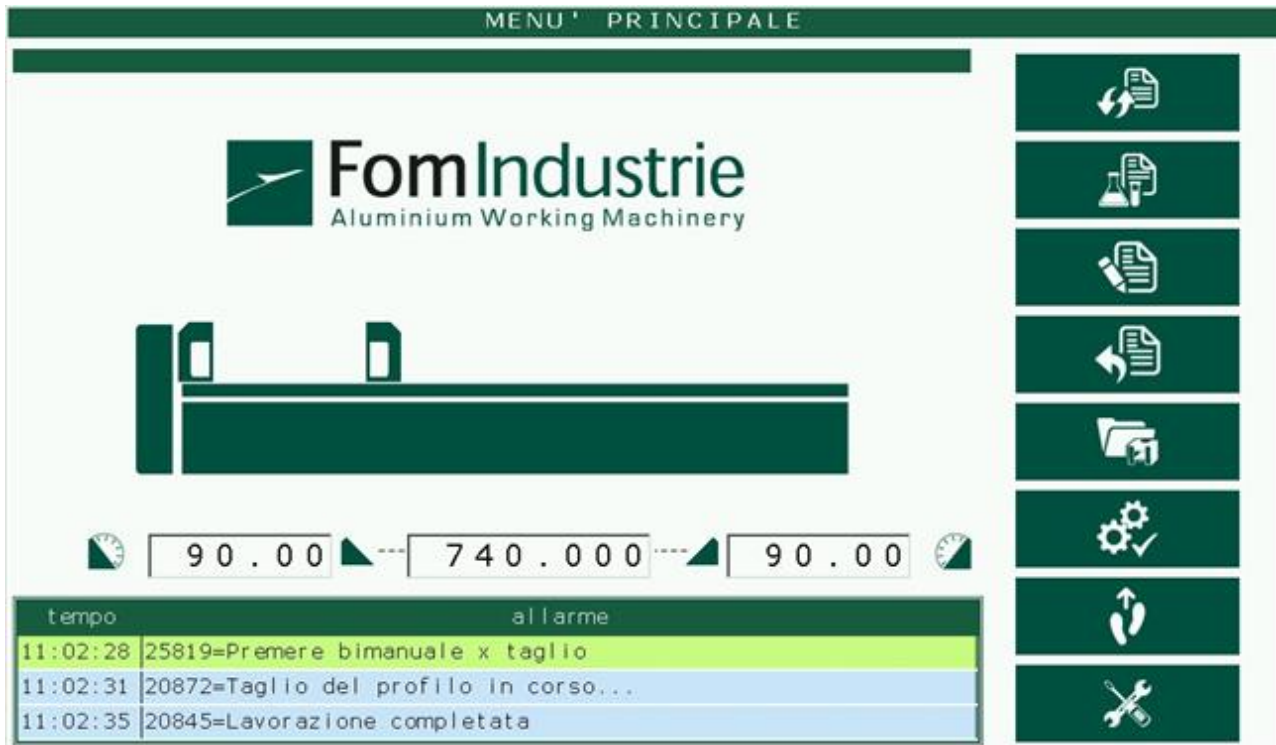 MENU' PRINCIPALE
FomIndustrie
Aluminium Working Machinery
90.00 740.000 90.00
tempo allarme
11:02:28 25819=Premere bimanuale x taglio
11:02:31 20872=Taglio del profilo in corso...
11:02:35 20845=Lavorazione completata